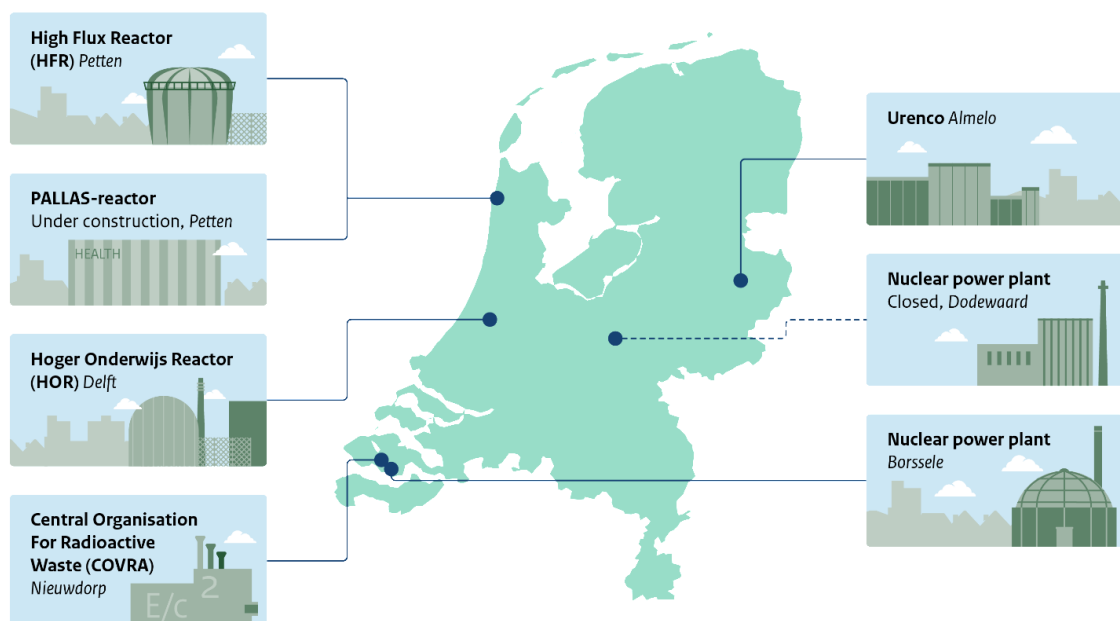 High Flux Reactor
(HFR) Petten
PALLAS-reactor
Under construction, Petten
HEALTH
Hoger Onderwijs Reactor
(HOR) Delft
Central Organisation
For Radioactive
Waste (COVRA)
Nieuwdorp
E/c 2
Urenco Almelo
Nuclear power plant
Closed, Dodewaard
Nuclear power plant
Borssele